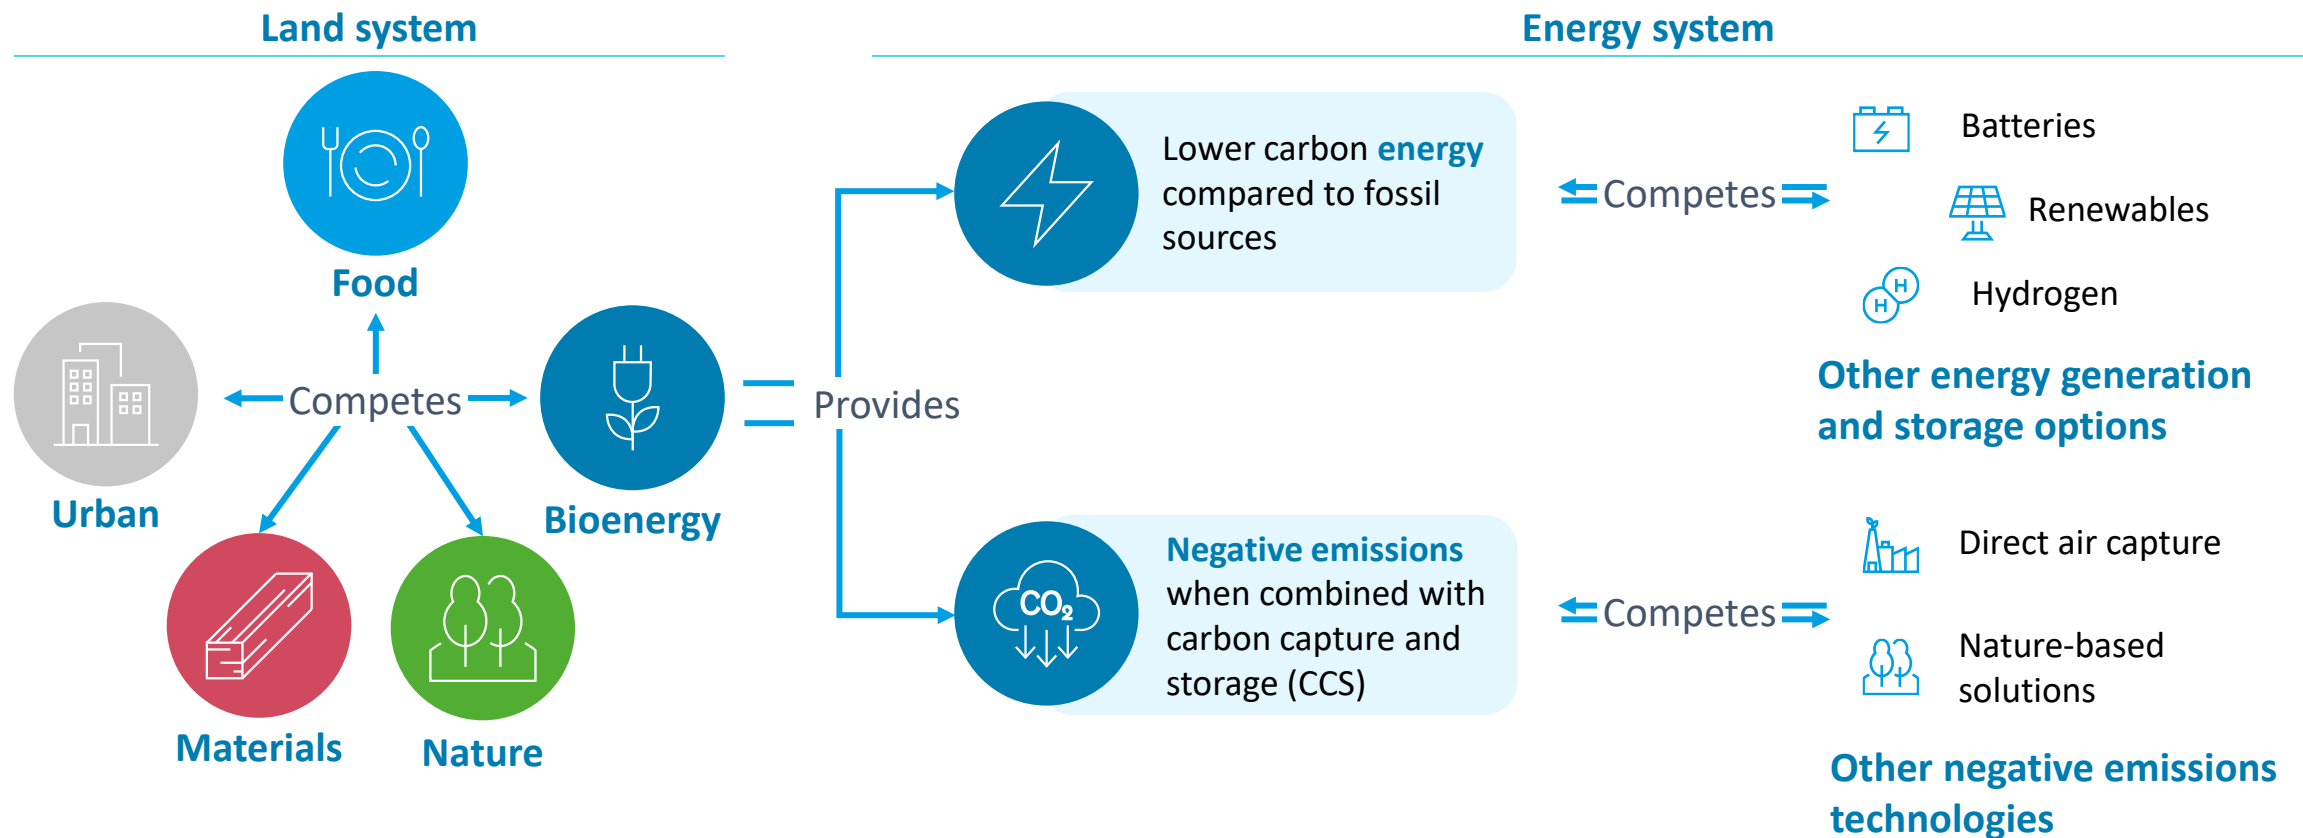 Land system
Energy system
Food
Urban
Competes
Bioenergy
Materials
Nature
Provides
Lower carbon energy
compared to fossil
sources
Competes
Batteries
Renewables
H
H
Hydrogen
Other energy generation
and storage options
CO₂
Negative emissions
when combined with
carbon capture and
storage (CCS)
Competes
Direct air capture
Nature-based
solutions
Other negative emissions
technologies